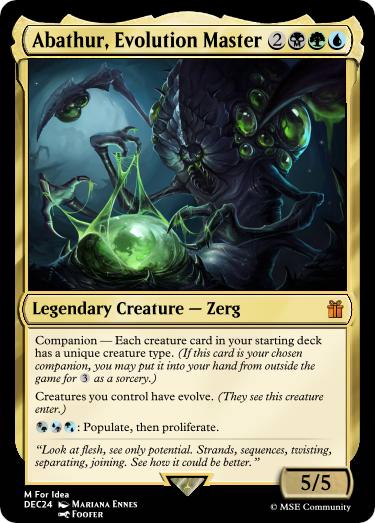 Abathur, Evolution Master 2
Legendary Creature — Zerg
Companion — Each creature card in your starting deck
has a unique creature type. (If this card is your chosen
companion, you may put it into your hand from outside the
game for 3 as a sorcery.)
Creatures you control have evolve. (They see this creature
enter.)
: Populate, then proliferate.
“Look at flesh, see only potential. Strands, sequences, twisting,
separating, joining. See how it could be better.”
5/5
M For Idea
DEC24 Mariana Ennes
Foofer
© MSE Community